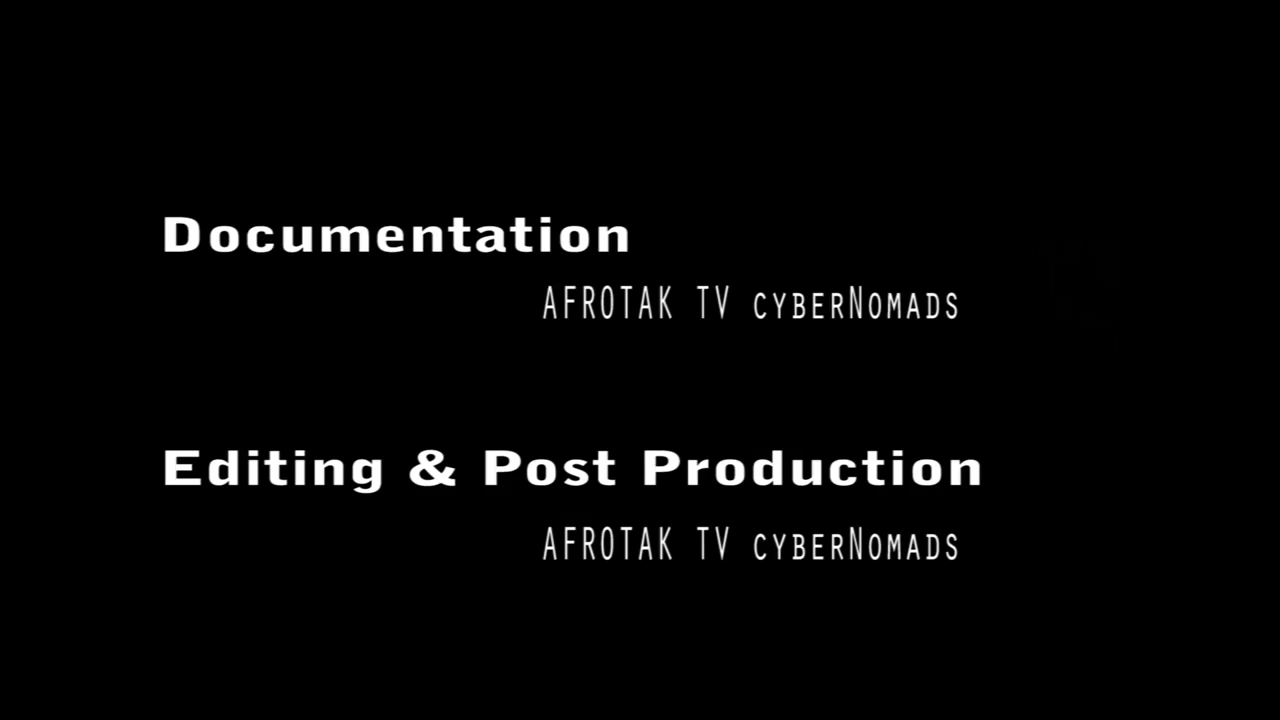 Documentation
AFROTAK TV cyberNomads
Editing & Post Production
AFROTAK TV cyberNomads